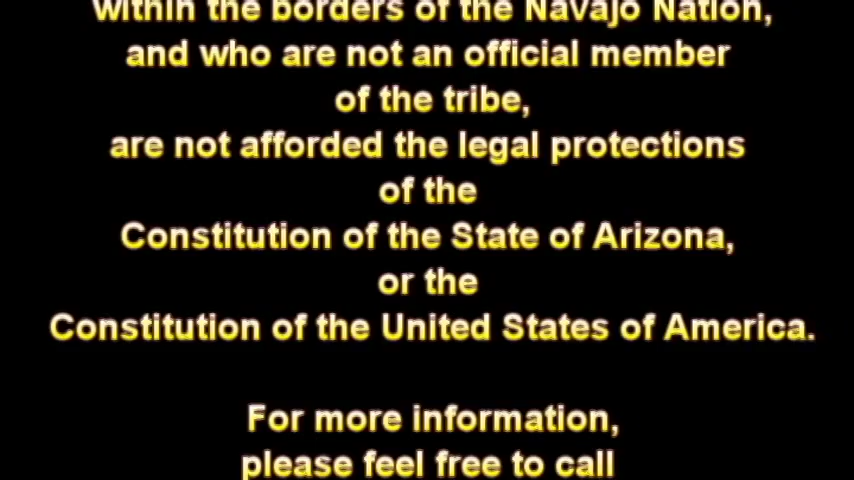 within the borders of the Navajo Nation,
and who are not an official member
of the tribe,
are not afforded the legal protections
of the
Constitution of the State of Arizona,
or the
Constitution of the United States of America.
For more information,
please feel free to call